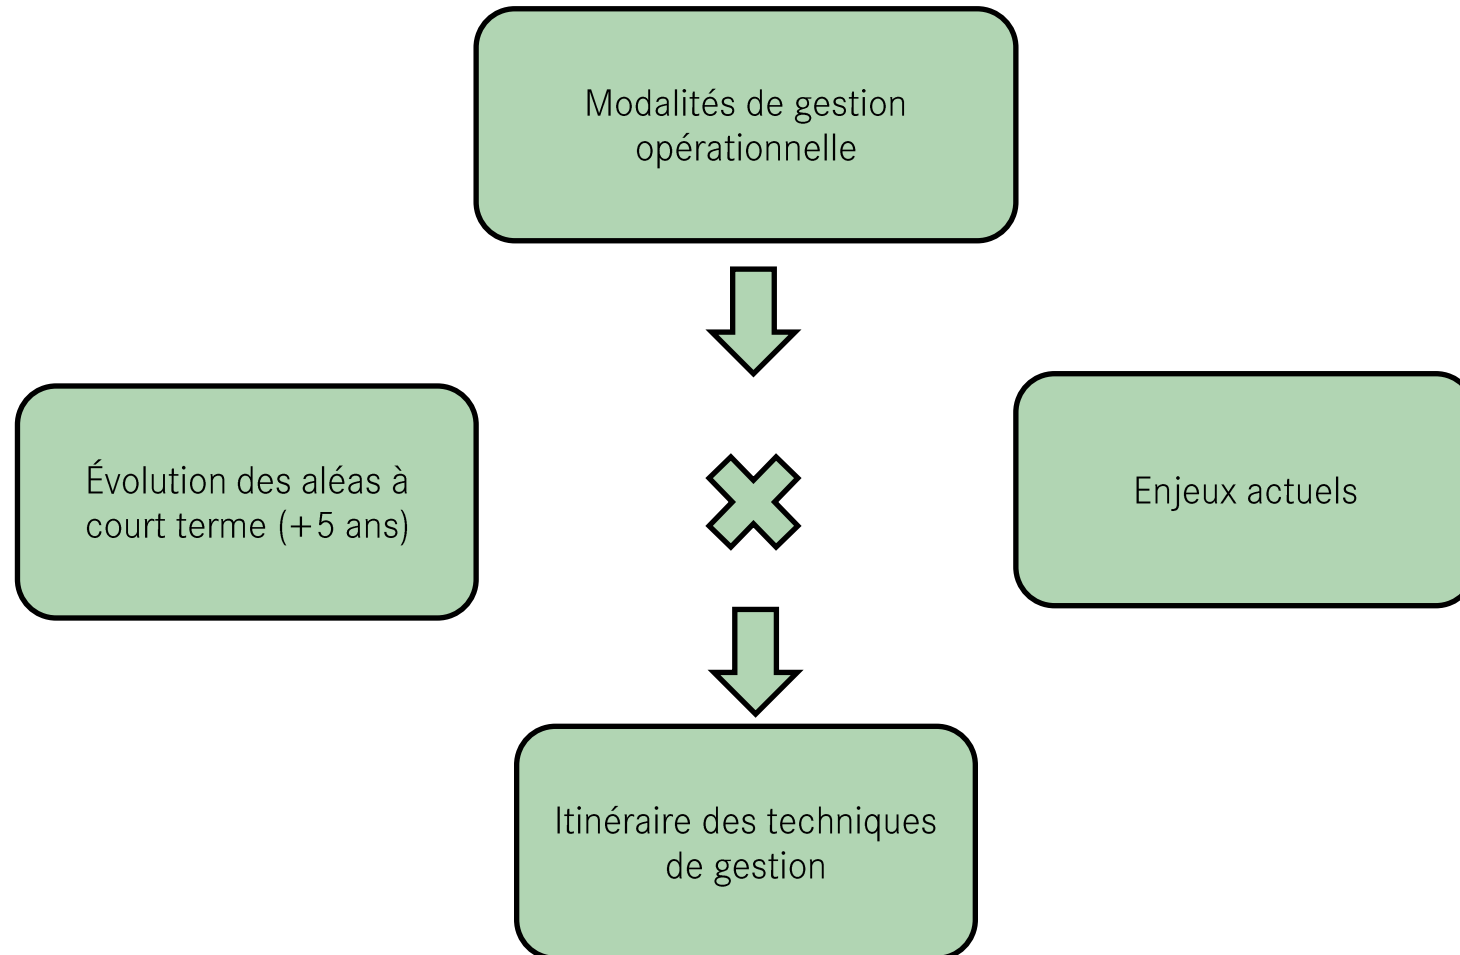 Modalités de gestion
opérationnelle
Évolution des aléas à
court terme (+5 ans)
Enjeux actuels
Itinéraire des techniques
de gestion